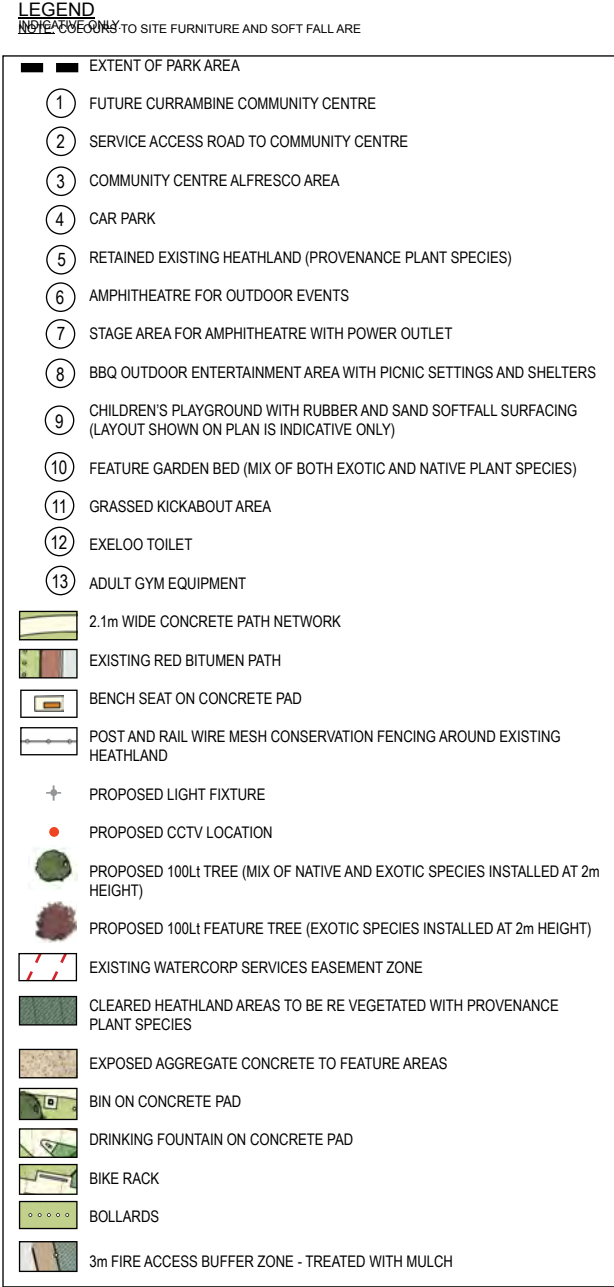 LEGEND
NOTE: COLOURS TO SITE FURNITURE AND SOFT FALL ARE
INDICATIVE ONLY.
EXTENT OF PARK AREA
1 FUTURE CURRAMBINE COMMUNITY CENTRE
2 SERVICE ACCESS ROAD TO COMMUNITY CENTRE
3 COMMUNITY CENTRE ALFRESCO AREA
4 CAR PARK
5 RETAINED EXISTING HEATHLAND (PROVENANCE PLANT SPECIES)
6 AMPHITHEATRE FOR OUTDOOR EVENTS
7 STAGE AREA FOR AMPHITHEATRE WITH POWER OUTLET
8 BBQ OUTDOOR ENTERTAINMENT AREA WITH PICNIC SETTINGS AND SHELTERS
9 CHILDREN'S PLAYGROUND WITH RUBBER AND SAND SOFTFALL SURFACING
(LAYOUT SHOWN ON PLAN IS INDICATIVE ONLY)
10 FEATURE GARDEN BED (MIX OF BOTH EXOTIC AND NATIVE PLANT SPECIES)
11 GRASSED KICKABOUT AREA
12 EXELOO TOILET
13 ADULT GYM EQUIPMENT
2.1m WIDE CONCRETE PATH NETWORK
EXISTING RED BITUMEN PATH
BENCH SEAT ON CONCRETE PAD
POST AND RAIL WIRE MESH CONSERVATION FENCING AROUND EXISTING
HEATHLAND
PROPOSED LIGHT FIXTURE
PROPOSED CCTV LOCATION
PROPOSED 100Lt TREE (MIX OF NATIVE AND EXOTIC SPECIES INSTALLED AT 2m
HEIGHT)
PROPOSED 100Lt FEATURE TREE (EXOTIC SPECIES INSTALLED AT 2m HEIGHT)
EXISTING WATERCORP SERVICES EASEMENT ZONE
CLEARED HEATHLAND AREAS TO BE RE VEGETATED WITH PROVENANCE
PLANT SPECIES
EXPOSED AGGREGATE CONCRETE TO FEATURE AREAS
BIN ON CONCRETE PAD
DRINKING FOUNTAIN ON CONCRETE PAD
BIKE RACK
BOLLARDS
3m FIRE ACCESS BUFFER ZONE - TREATED WITH MULCH